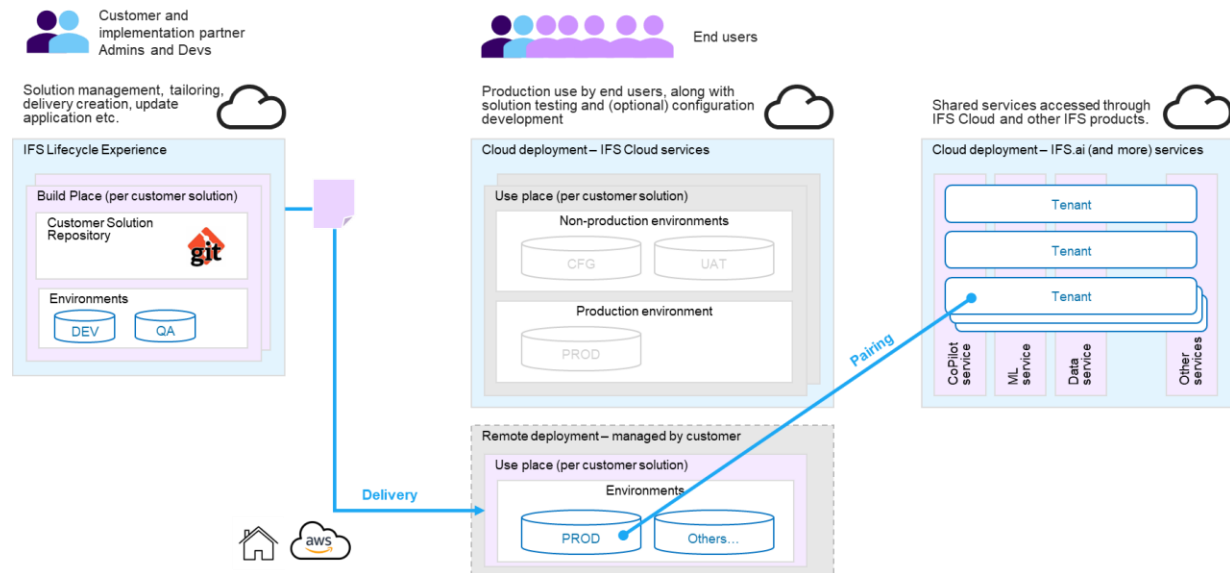 Customer and
implementation partner
Admins and Devs
End users
Solution management, tailoring,
delivery creation, update
application etc.
Production use by end users, along with
solution testing and (optional) configuration
development
Shared services accessed through
IFS Cloud and other IFS products.
IFS Lifecycle Experience
Build Place (per customer solution)
Customer Solution
Repository
git
Environments
DEV
QA
Cloud deployment – IFS Cloud services
Use place (per customer solution)
Non-production environments
CFG
UAT
Production environment
PROD
Cloud deployment – IFS.ai (and more) services
Tenant
Tenant
Tenant
CoPilot
service
ML
service
Data
service
Other
services
Pairing
Remote deployment – managed by customer
Use place (per customer solution)
Environments
PROD
Others...
Delivery
aws